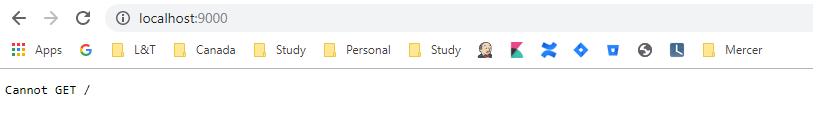 localhost:9000
Apps L&T Canada Study Personal Study Mercer
Cannot GET /